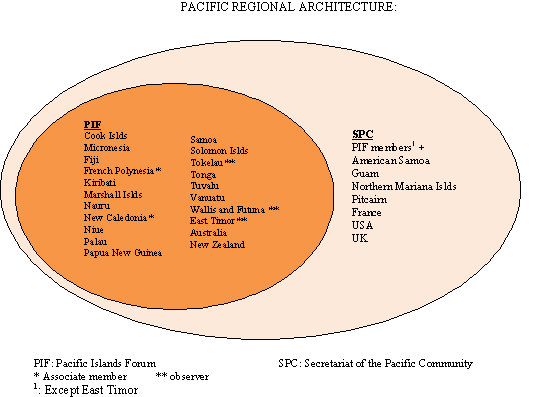 PACIFIC REGIONAL ARCHITECTURE:
PIF
Cook Islds
Micronesia
Fiji
French Polynesia *
Kiribati
Marshall Islds
Nauru
New Caledonia *
Niue
Palau
Papua New Guinea
Samoa
Solomon Islds
Tokelau **
Tonga
Tuvalu
Vanuatu
Wallis and Futuna **
East Timor **
Australia
New Zealand
SPC
PIF members¹ +
American Samoa
Guam
Northern Mariana Islds
Pitcairn
France
USA
UK
PIF: Pacific Islands Forum
SPC: Secretariat of the Pacific Community
* Associate member ** observer
¹: Except East Timor